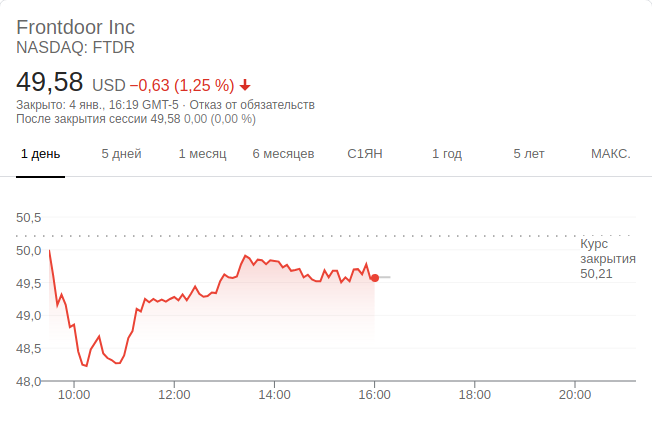 Frontdoor Inc
NASDAQ: FTDR
49,58 USD −0,63 (1,25 %)
Закрыто: 4 янв., 16:19 GMT-5 · Отказ от обязательств
После закрытия сессии 49,58 0,00 (0,00 %)
1 день 5 дней 1 месяц 6 месяцев С1ЯН 1 год 5 лет МАКС.
50,5
Курс
закрытия
50,21
50,0
49,5
49,0
48,5
48,0
10:00 12:00 14:00 16:00 18:00 20:00